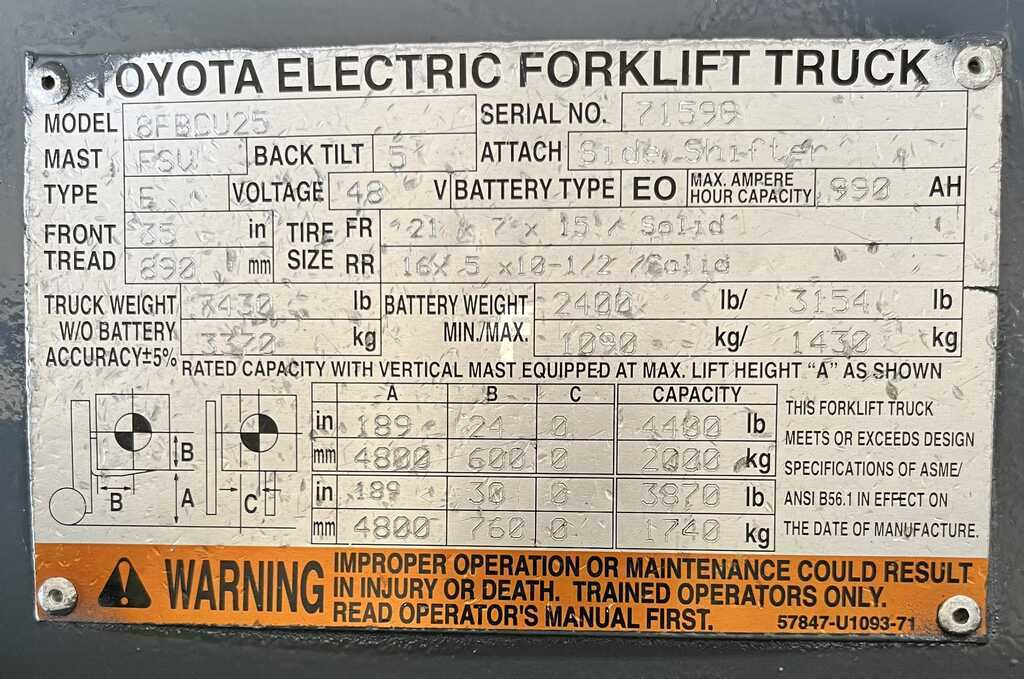 TOYOTA ELECTRIC FORKLIFT TRUCK
MODEL 8FBCU25 SERIAL NO.
MAST FSV BACK TILT 5° ATTACH Side Shifter
TYPE E VOLTAGE 48 V BATTERY TYPE EO MAX. AMPERE HOUR CAPACITY 990 AH
FRONT TREAD 35 in TIRE SIZE FR 21 x 7 x 15 / Solid
890 mm RR 16X 5 x10-1/2 /Solid
TRUCK WEIGHT 7430 lb BATTERY WEIGHT 2400 lb/ 3154 lb
W/O BATTERY 3370 kg MIN./MAX. 1090 kg/ 1430 kg
ACCURACY±5%
RATED CAPACITY WITH VERTICAL MAST EQUIPPED AT MAX. LIFT HEIGHT "A" AS SHOWN
A B C CAPACITY
in 189 24 0 4400 lb
mm 4800 600 0 2000 kg
in 189 30 0 3870 lb
mm 4800 760 0 1740 kg
B
B A C
THIS FORKLIFT TRUCK
MEETS OR EXCEEDS DESIGN
SPECIFICATIONS OF ASME/
ANSI B56.1 IN EFFECT ON
THE DATE OF MANUFACTURE.
WARNING
IMPROPER OPERATION OR MAINTENANCE COULD RESULT
IN INJURY OR DEATH. TRAINED OPERATORS ONLY.
READ OPERATOR'S MANUAL FIRST.
57847-U1093-71